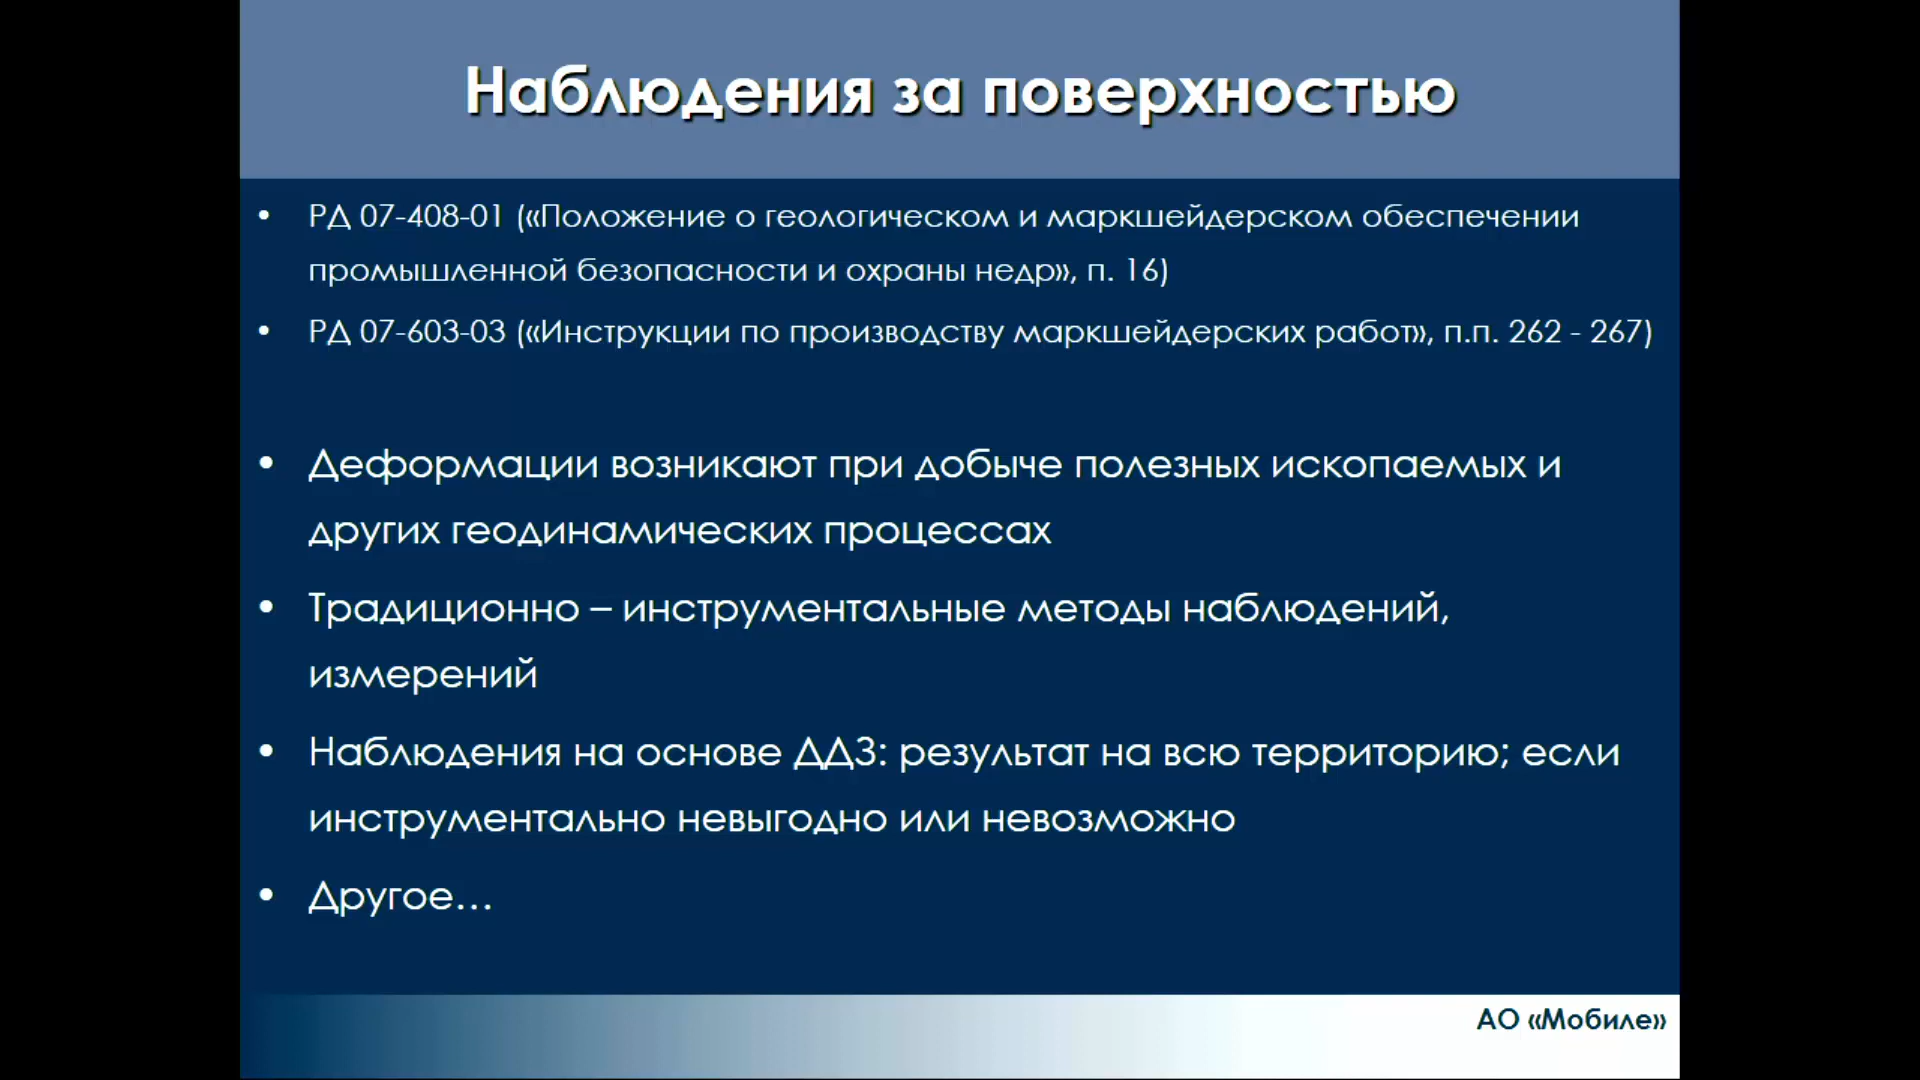 Наблюдения за поверхностью
• РД 07-408-01 («Положение о геологическом и маркшейдерском обеспечении
промышленной безопасности и охраны недр», п. 16)
• РД 07-603-03 («Инструкции по производству маркшейдерских работ», п.п. 262 - 267)
• Деформации возникают при добыче полезных ископаемых и
других геодинамических процессах
• Традиционно – инструментальные методы наблюдений,
измерений
• Наблюдения на основе ДДЗ: результат на всю территорию; если
инструментально невыгодно или невозможно
• Другое…
АО «Мобиле»